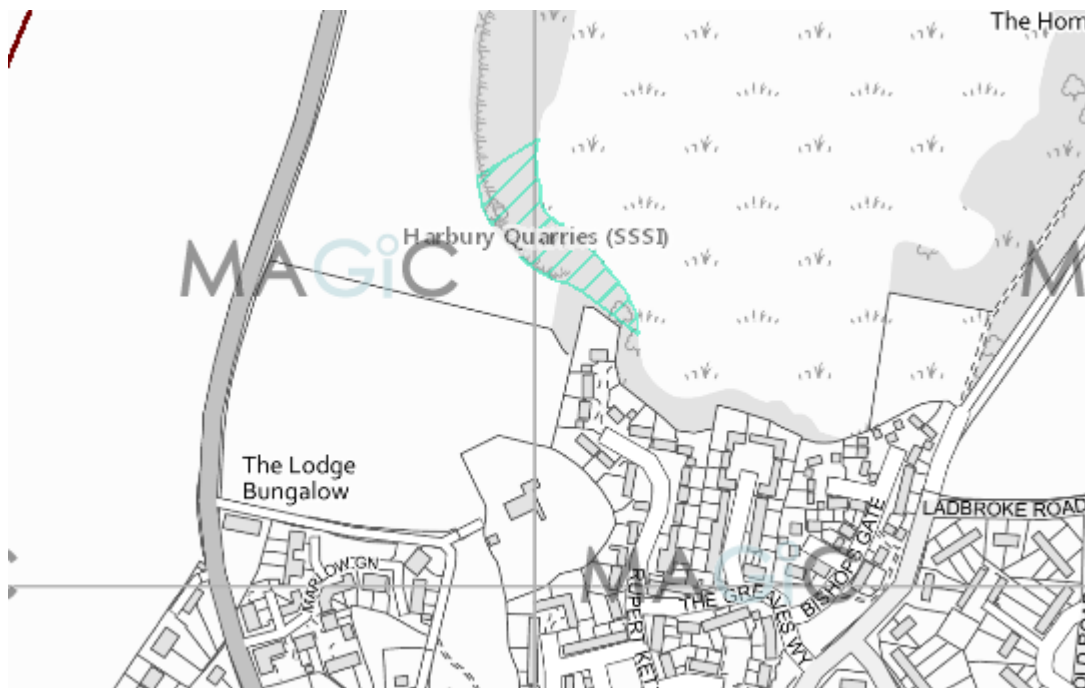 The Hom
Harbury Quarries (SSSI)
MAGiC
M
The Lodge
Bungalow
LADBROKE ROAD
MARLOW GN
MAGiC
BISHOPS GATE
THE GREAVES WY
RUPERT KET